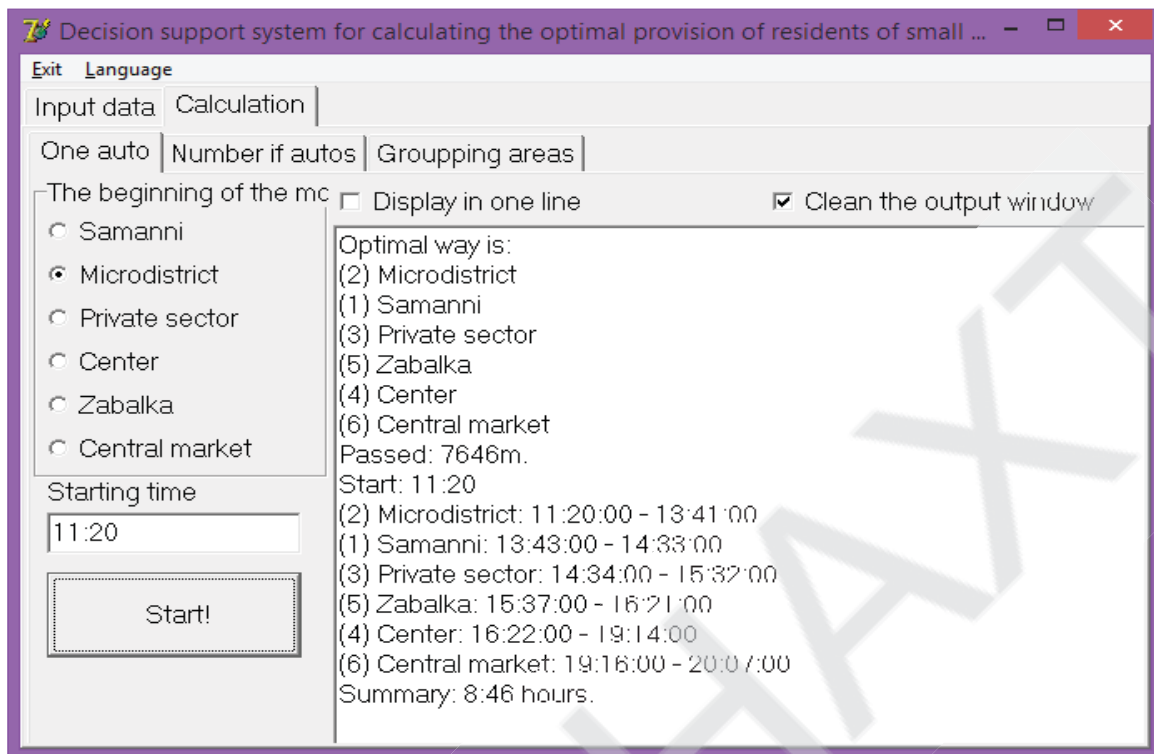 Decision support system for calculating the optimal provision of residents of small ...
Exit Language
Input data Calculation
One auto Number if autos Groupping areas
The beginning of the mc
Display in one line Clean the output window
Samanni
Microdistrict
Private sector
Center
Zabalka
Central market
Starting time
11:20
Start!
Optimal way is:
(2) Microdistrict
(1) Samanni
(3) Private sector
(5) Zabalka
(4) Center
(6) Central market
Passed: 7646m.
Start: 11:20
(2) Microdistrict: 11:20:00 - 13:41:00
(1) Samanni: 13:43:00 - 14:33:00
(3) Private sector: 14:34:00 - 15:32:00
(5) Zabalka: 15:37:00 - 16:21:00
(4) Center: 16:22:00 - 19:14:00
(6) Central market: 19:16:00 - 20:07:00
Summary: 8:46 hours.
НАХТ